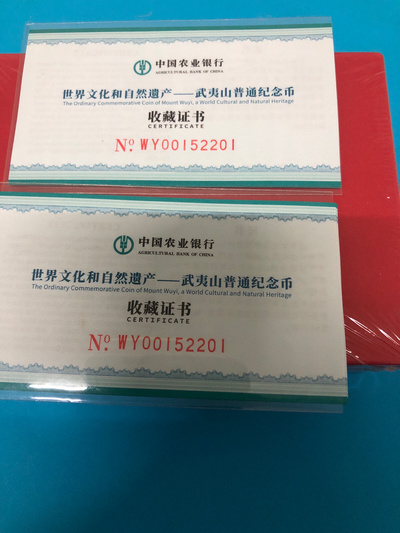 中国农业银行
AGRICULTURAL BANK OF CHINA
世界文化和自然遗产——武夷山普通纪念币
The Ordinary Commemorative Coin of Mount Wuyi, a World Cultural and Natural Heritage
收藏证书
CERTIFICATE
No WY00152201
中国农业银行
AGRICULTURAL BANK OF CHINA
世界文化和自然遗产——武夷山普通纪念币
The Ordinary Commemorative Coin of Mount Wuyi, a World Cultural and Natural Heritage
收藏证书
CERTIFICATE
No WY00152201